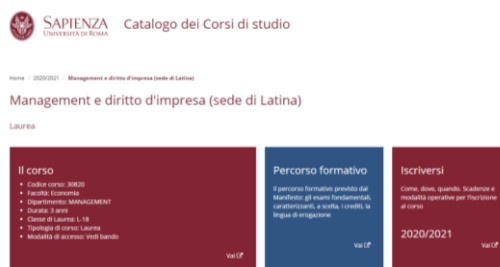 SAPIENZA
UNIVERSITÀ DI ROMA
Catalogo dei Corsi di studio
Home / 2020/2021 / Management e diritto d'impresa (sede di Latina)
Management e diritto d'impresa (sede di Latina)
Laurea
Il corso
• Codice corso: 30820
• Facoltà: Economia
• Dipartimento: MANAGEMENT
• Durata: 3 anni
• Classe di Laurea: L-18
• Tipologia di corso: Laurea
• Modalità di accesso: Vedi bando
Vai
Percorso formativo
Il percorso formativo previsto dal
Manifesto: gli esami fondamentali,
caratterizzanti, a scelta, i crediti, la
lingua di erogazione
Vai
Iscriversi
Come, dove, quando. Scadenze e
modalità operative per l'iscrizione
al corso
2020/2021
Vai